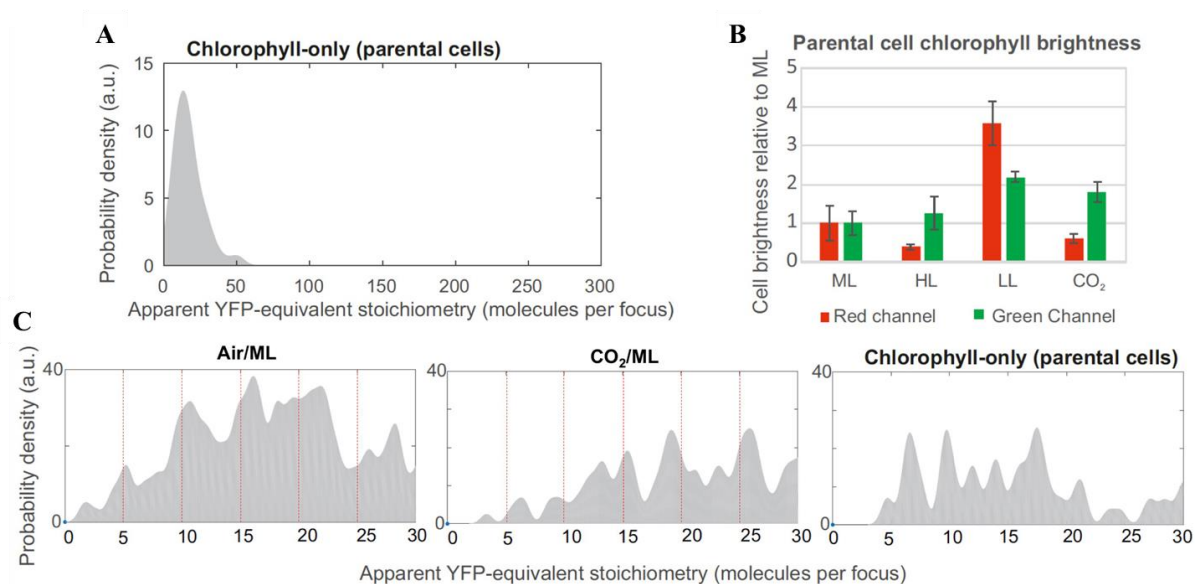 A
Chlorophyll-only (parental cells)
Probability density (a.u.)
15
10
5
0
0 50 100 150 200 250 300
Apparent YFP-equivalent stoichiometry (molecules per focus)
B
Parental cell chlorophyll brightness
Cell brightness relative to ML
5
4
3
2
1
0
ML HL LL CO₂
Red channel Green Channel
C
Probability density (a.u.)
Air/ML
40
0
0 5 10 15 20 25 30
CO₂/ML
40
0
0 5 10 15 20 25 30
Chlorophyll-only (parental cells)
40
0
0 5 10 15 20 25 30
Apparent YFP-equivalent stoichiometry (molecules per focus)